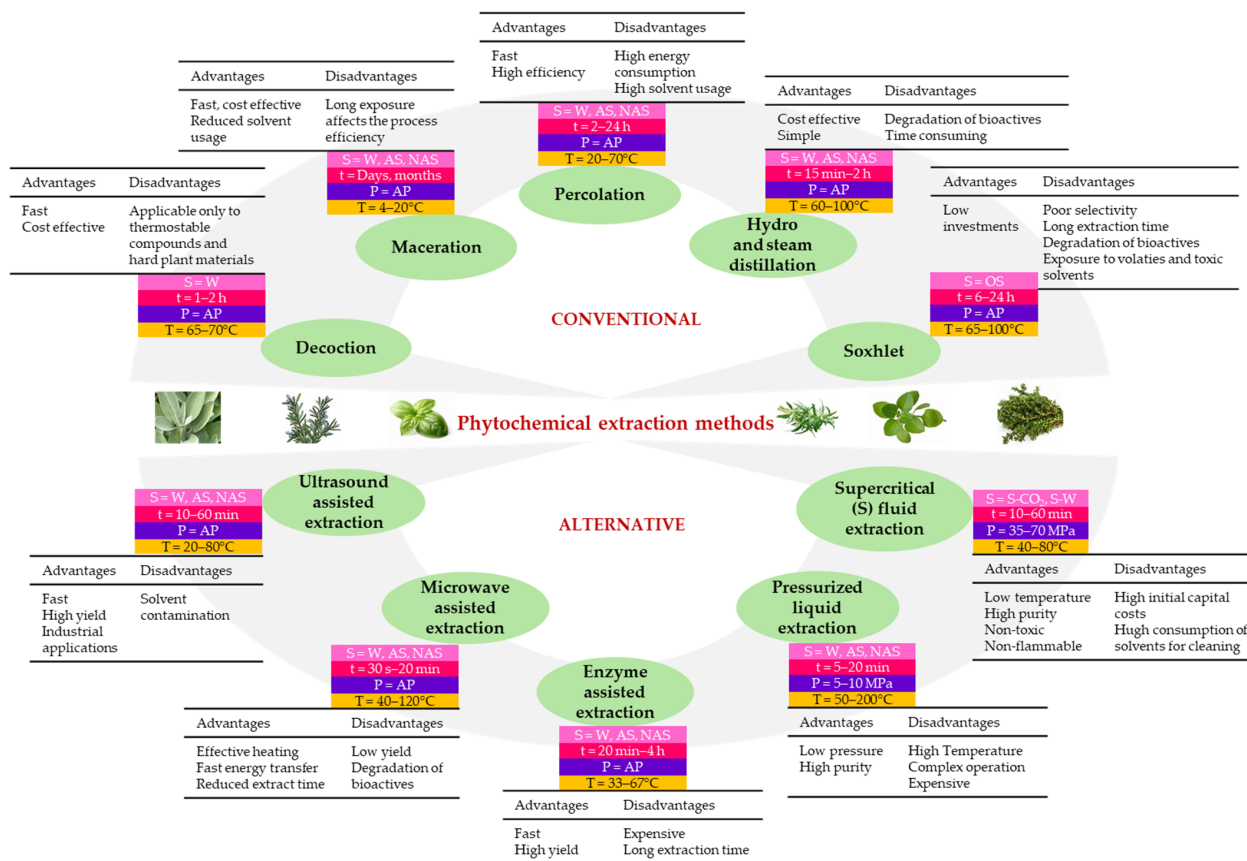 Advantages Disadvantages
Fast High energy
High efficiency consumption
High solvent usage
S = W, AS, NAS
t = 2–24 h
P = AP
T = 20–70°C
Percolation
Advantages Disadvantages
Fast, cost effective Long exposure
Reduced solvent affects the process
usage efficiency
S = W, AS, NAS
t = Days, months
P = AP
T = 4–20°C
Maceration
Advantages Disadvantages
Cost effective Degradation of bioactives
Simple Time consuming
S = W, AS, NAS
t = 15 min–2 h
P = AP
T = 60–100°C
Hydro
and steam
distillation
Advantages Disadvantages
Fast Applicable only to
Cost effective thermostable
compounds and
hard plant materials
S = W
t = 1–2 h
P = AP
T = 65–70°C
Decoction
Advantages Disadvantages
Low Poor selectivity
investments Long extraction time
Degradation of bioactives
Exposure to volaties and toxic
solvents
S = OS
t = 6–24 h
P = AP
T = 65–100°C
Soxhlet
CONVENTIONAL
Phytochemical extraction methods
ALTERNATIVE
Ultrasound
assisted
extraction
S = W, AS, NAS
t = 10–60 min
P = AP
T = 20–80°C
Advantages Disadvantages
Fast Solvent
High yield contamination
Industrial
applications
Microwave
assisted
extraction
S = W, AS, NAS
t = 30 s–20 min
P = AP
T = 40–120°C
Advantages Disadvantages
Effective heating Low yield
Fast energy transfer Degradation of
Reduced extract time bioactives
Enzyme
assisted
extraction
S = W, AS, NAS
t = 20 min–4 h
P = AP
T = 33–67°C
Advantages Disadvantages
Fast Expensive
High yield Long extraction time
Pressurized
liquid
extraction
S = W, AS, NAS
t = 5–20 min
P = 5–10 MPa
T = 50–200°C
Advantages Disadvantages
Low pressure High Temperature
High purity Complex operation
Expensive
Supercritical
(S) fluid
extraction
S = S-CO₂, S-W
t = 10–60 min
P = 35–70 MPa
T = 40–80°C
Advantages Disadvantages
Low temperature High initial capital
High purity costs
Non-toxic Hugh consumption of
Non-flammable solvents for cleaning